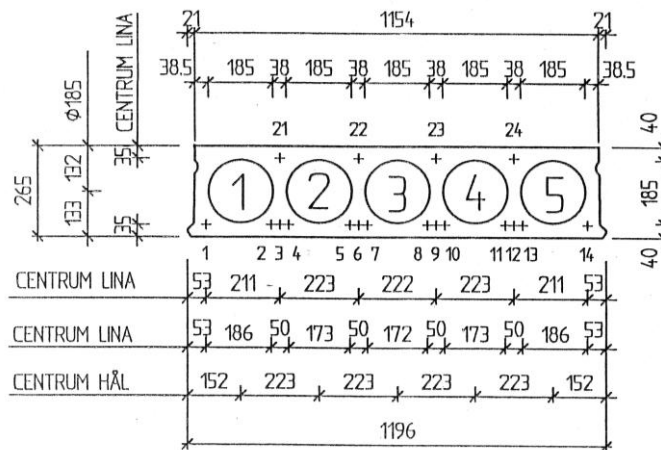 21 1154 21
38.5 185 38 185 38 185 38 185 38 185 38.5
CENTRUM LINA
Φ185
21 22 23 24
40
265
132
133
35
35
1 2 3 4 5
185
40
1 2 3 4 5 6 7 8 9 10 11 12 13 14
CENTRUM LINA 53 211 223 222 223 211 53
CENTRUM LINA 53 186 50 173 50 172 50 173 50 186 53
CENTRUM HÅL 152 223 223 223 223 152
1196